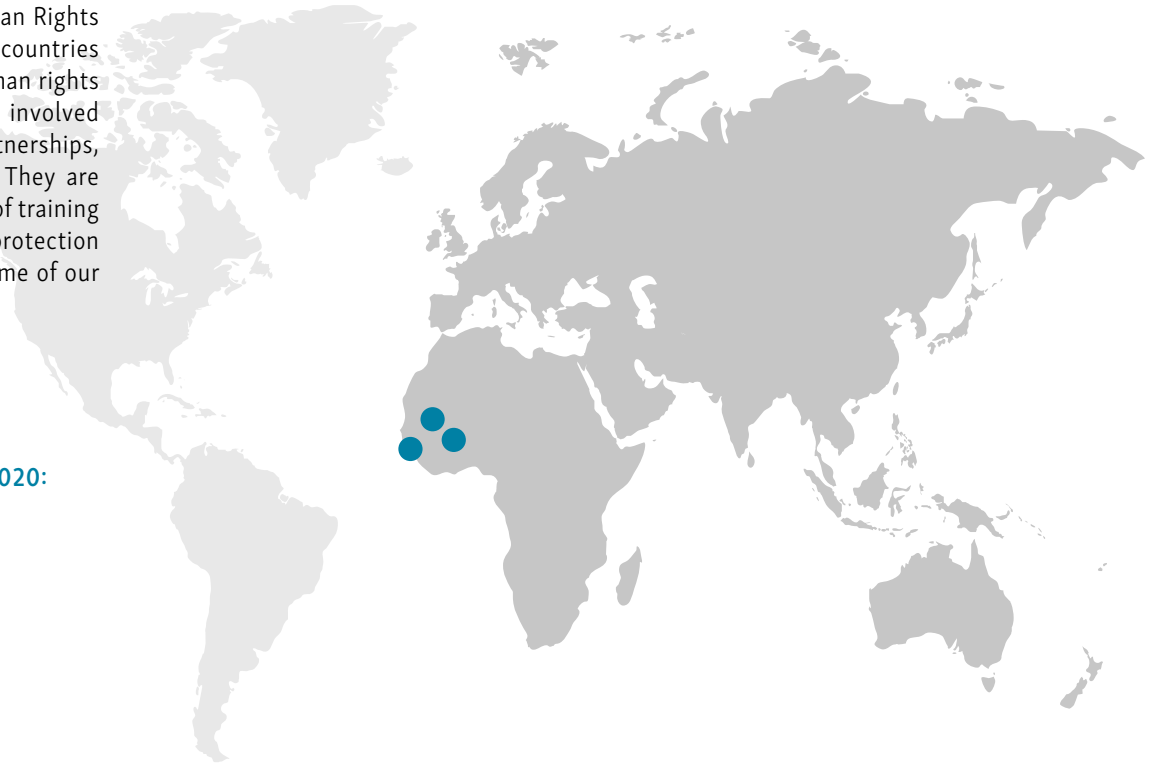 an Rights
countries
nan rights
involved
tnerships,
They are
of training
protection
me of our
020: